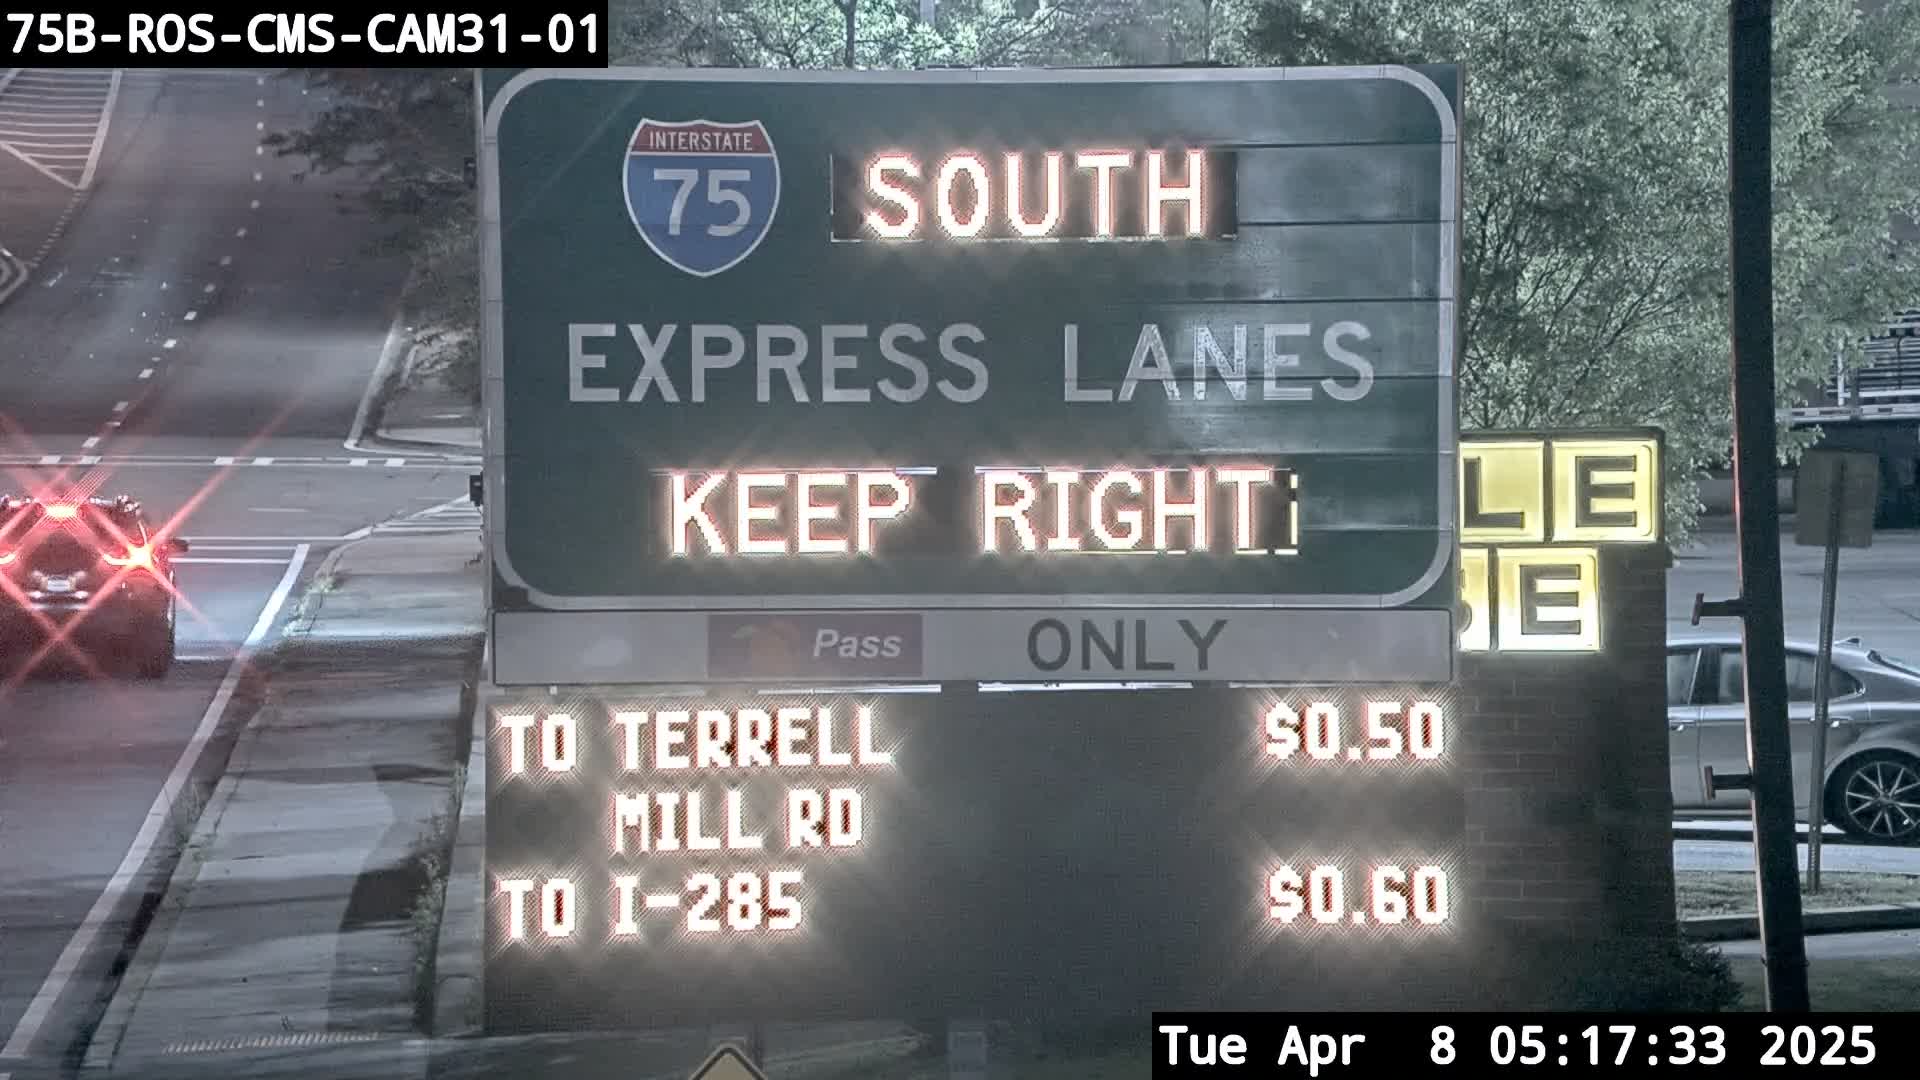 75B-ROS-CMS-CAM31-01
INTERSTATE
75
SOUTH
EXPRESS LANES
KEEP RIGHT
Pass ONLY
TO TERRELL $0.50
MILL RD
TO I-285 $0.60
LE
E
Tue Apr 8 05:17:33 2025